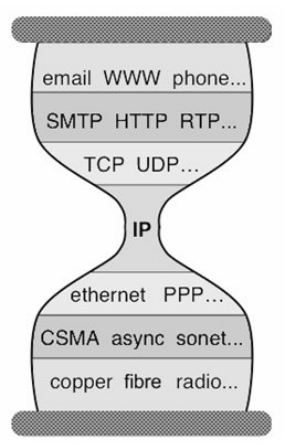 email WWW phone...
SMTP HTTP RTP...
TCP UDP...
IP
ethernet PPP...
CSMA async sonet...
copper fibre radio...